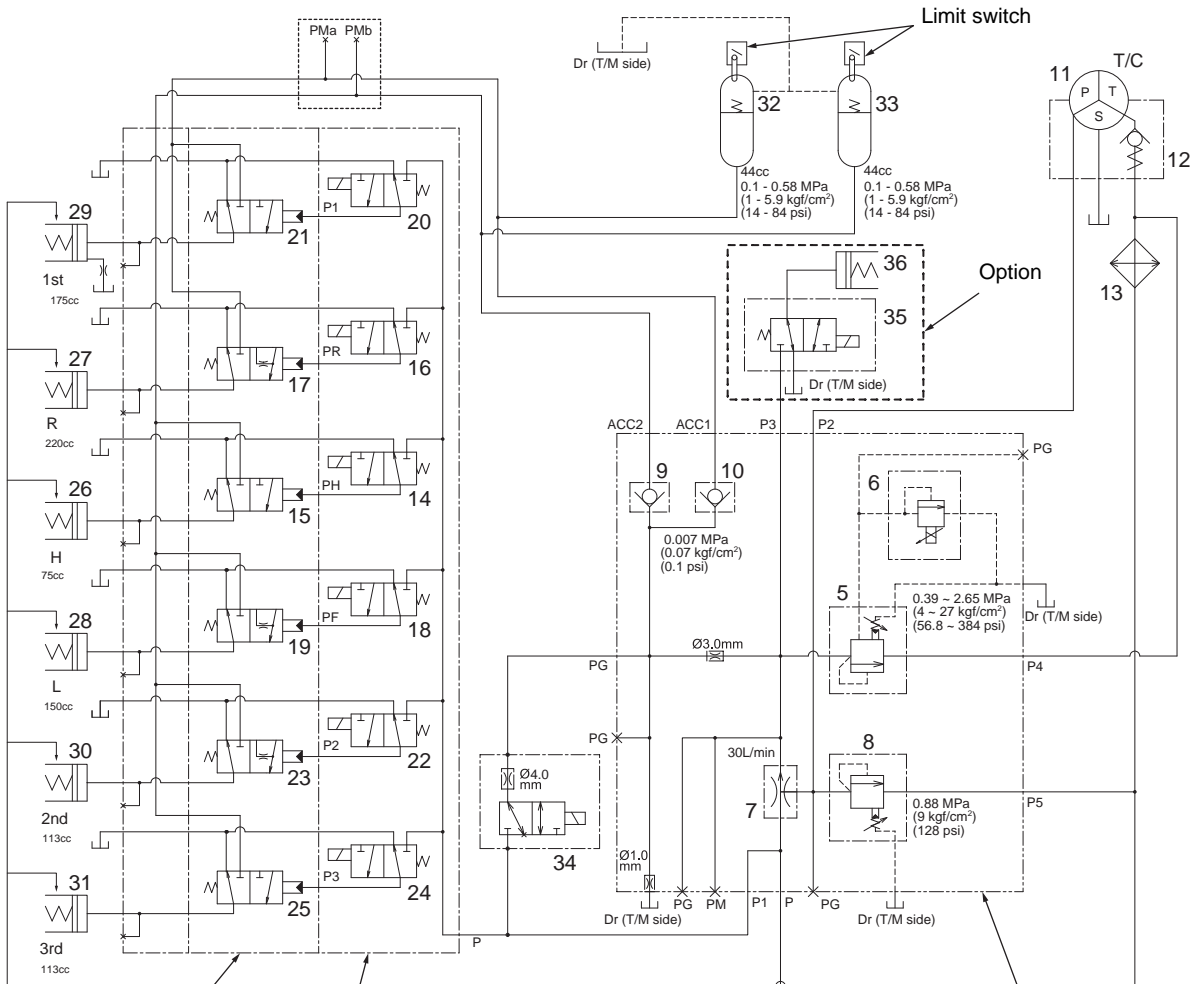 Limit switch
PMa PMb
Dr (T/M side)
32
33
T/C
11
P
T
S
12
44cc
0.1 - 0.58 MPa
(1 - 5.9 kgf/cm²)
(14 - 84 psi)
44cc
0.1 - 0.58 MPa
(1 - 5.9 kgf/cm²)
(14 - 84 psi)
29
1st
175cc
21
P1
20
13
36
Option
35
Dr (T/M side)
27
R
220cc
17
PR
16
ACC2
ACC1
P3
P2
PG
26
H
75cc
15
PH
14
9
10
6
0.007 MPa
(0.07 kgf/cm²)
(0.1 psi)
5
0.39 ~ 2.65 MPa
(4 ~ 27 kgf/cm²)
(56.8 ~ 384 psi)
Dr (T/M side)
28
L
150cc
19
PF
18
PG
Ø3.0mm
P4
30
2nd
113cc
23
P2
22
PG
Ø4.0
mm
34
30L/min
7
8
0.88 MPa
(9 kgf/cm²)
(128 psi)
P5
31
3rd
113cc
25
P3
24
Ø1.0
mm
Dr (T/M side)
PG
PM
P1
P
PG
Dr (T/M side)
P